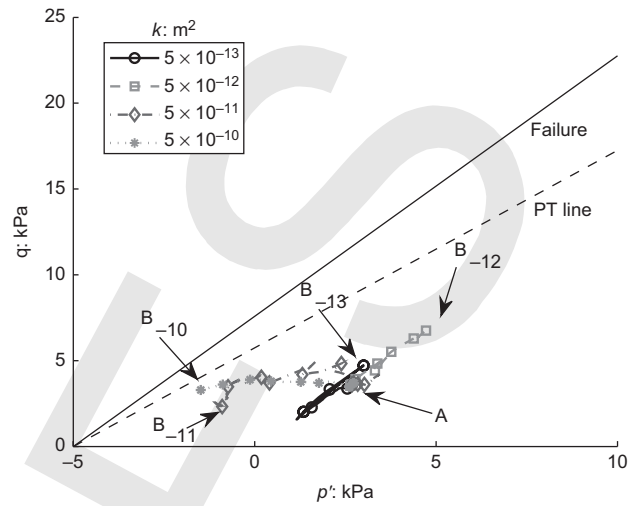 k: m²
5 × 10⁻¹³
5 × 10⁻¹²
5 × 10⁻¹¹
5 × 10⁻¹⁰
25
20
15
10
5
0
q: kPa
Failure
PT line
B₋₁₂
B₋₁₃
B₋₁₀
B₋₁₁
A
–5
0
5
10
p′: kPa